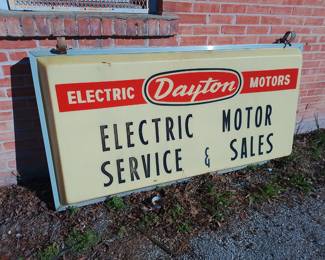 ELECTRIC Dayton MOTORS
ELECTRIC MOTOR
SERVICE & SALES